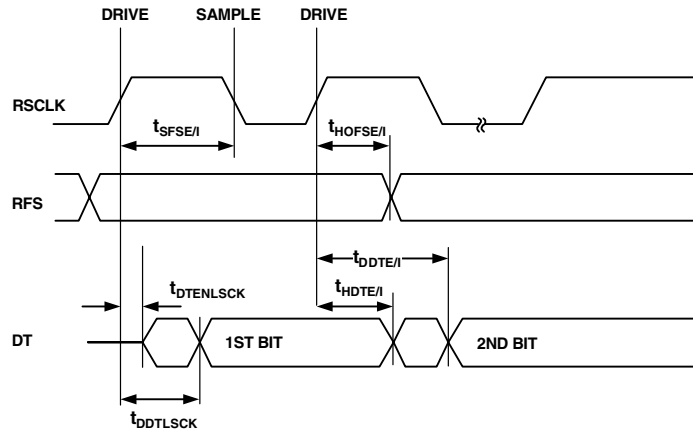 DRIVE SAMPLE DRIVE
RSCLK
tSFSE/I tHOFSE/I
RFS
tDDTE/I
tDTENLSCK tHDTE/I
DT 1ST BIT 2ND BIT
tDDTLSCK